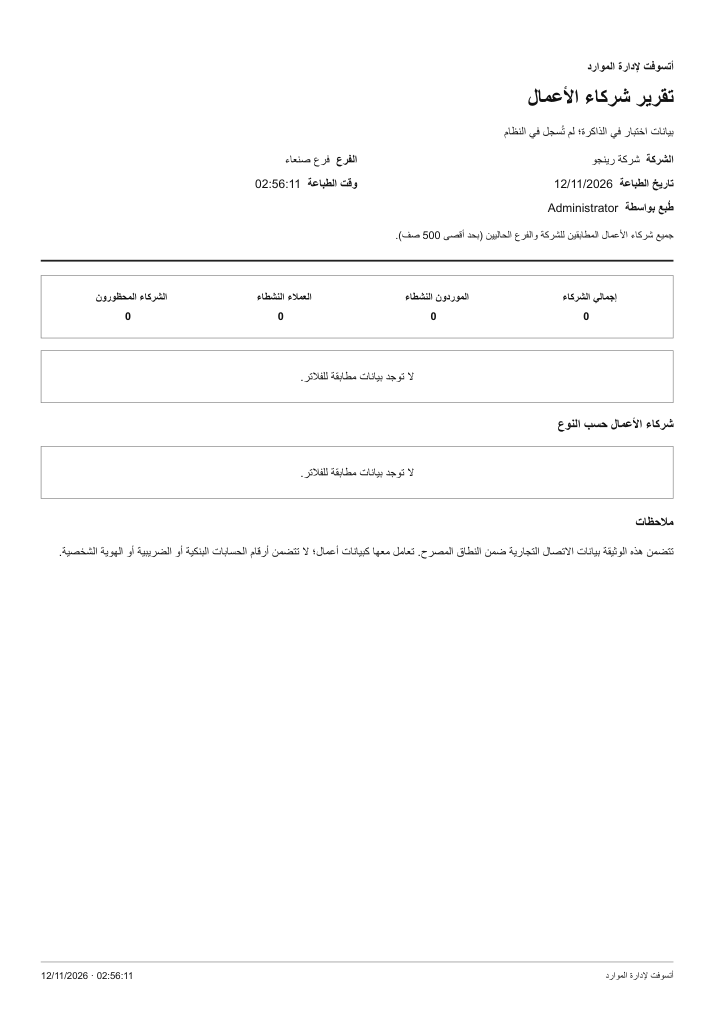 أتسوفت لإدارة الموارد
تقرير شركاء الأعمال
بيانات اختبار في الذاكرة؛ لم تُسجل في النظام
الشركة شركة رينجو الفرع فرع صنعاء
تاريخ الطباعة 12/11/2026 وقت الطباعة 02:56:11
طُبع بواسطة Administrator
جميع شركاء الأعمال المطابقين للشركة والفرع الحاليين (بحد أقصى 500 صف).
إجمالي الشركاء الموردون النشطاء العملاء النشطاء الشركاء المحظورون
0 0 0 0
لا توجد بيانات مطابقة للفلاتر.
شركاء الأعمال حسب النوع
لا توجد بيانات مطابقة للفلاتر.
ملاحظات
تتضمن هذه الوثيقة بيانات الاتصال التجارية ضمن النطاق المصرح. تعامل معها كبيانات أعمال؛ لا تتضمن أرقام الحسابات البنكية أو الضريبية أو الهوية الشخصية.
أتسوفت لإدارة الموارد 12/11/2026 · 02:56:11